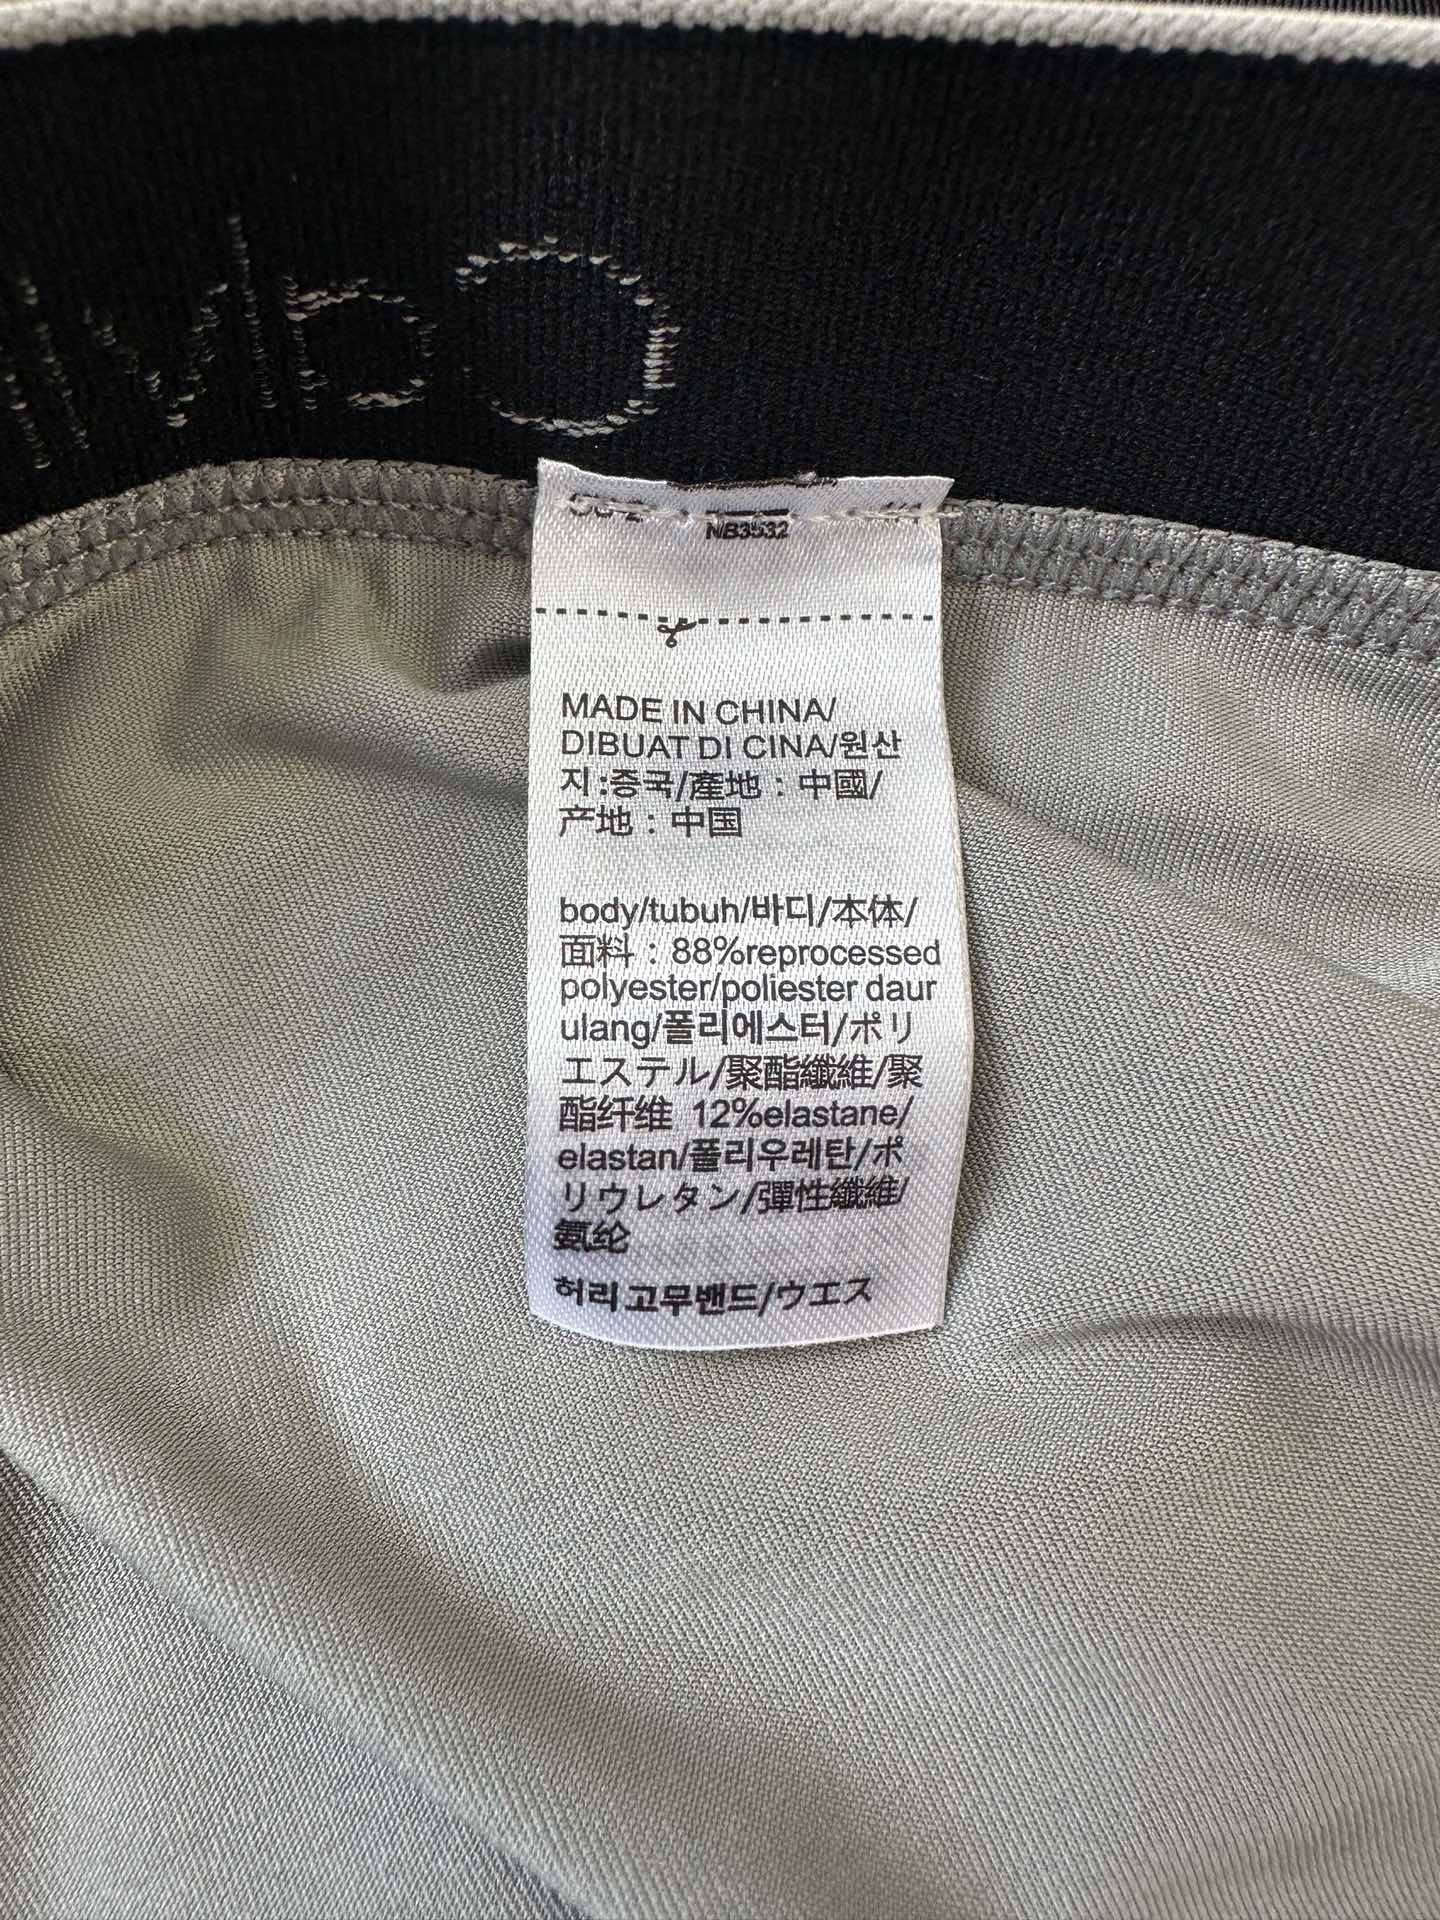 NB3532
MADE IN CHINA/
DIBUAT DI CINA/원산
지:중국/產地：中國/
产地：中国
body/tubuh/바디/本体/
面料：88%reprocessed
polyester/poliester daur
ulang/폴리에스터/ポリ
エステル/聚酯纖維/聚
酯纤维 12%elastane/
elastan/폴리우레탄/ポ
リウレタン/彈性纖維/
氨纶
허리고무밴드/ウエス